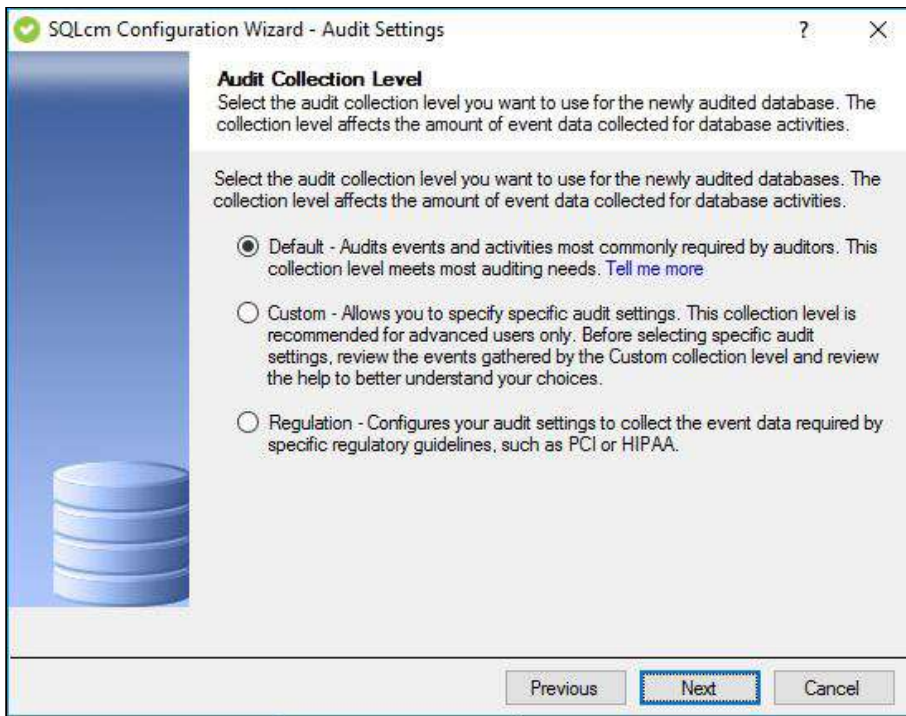 SQLcm Configuration Wizard - Audit Settings
?
Audit Collection Level
Select the audit collection level you want to use for the newly audited database. The
collection level affects the amount of event data collected for database activities.
Select the audit collection level you want to use for the newly audited databases. The
collection level affects the amount of event data collected for database activities.
Default - Audits events and activities most commonly required by auditors. This
collection level meets most auditing needs. Tell me more
Custom - Allows you to specify specific audit settings. This collection level is
recommended for advanced users only. Before selecting specific audit
settings, review the events gathered by the Custom collection level and review
the help to better understand your choices.
Regulation - Configures your audit settings to collect the event data required by
specific regulatory guidelines, such as PCI or HIPAA.
Previous
Next
Cancel